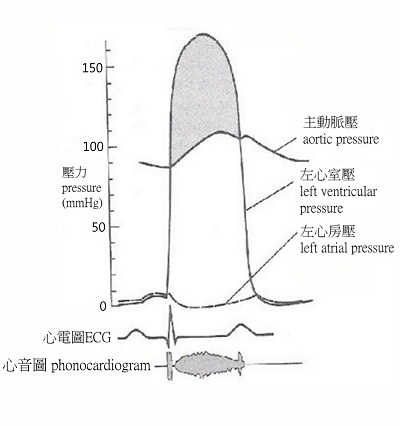 150
主動脈壓
aortic pressure
100
壓力
pressure
(mmHg)
左心室壓
left ventricular
pressure
50
左心房壓
left atrial pressure
0
心電圖ECG
心音圖 phonocardiogram